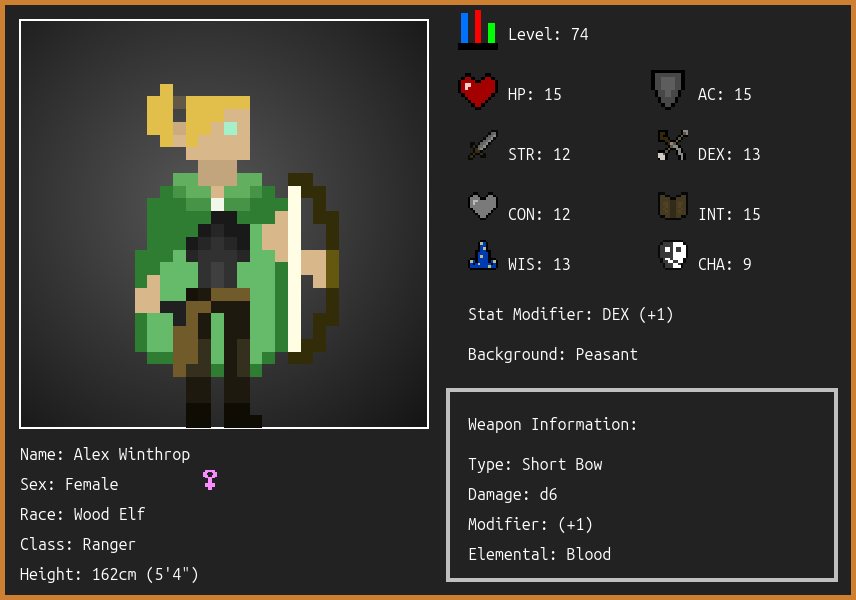 Level: 74
HP: 15
AC: 15
STR: 12
DEX: 13
CON: 12
INT: 15
WIS: 13
CHA: 9
Stat Modifier: DEX (+1)
Background: Peasant
Weapon Information:
Type: Short Bow
Damage: d6
Modifier: (+1)
Elemental: Blood
Name: Alex Winthrop
Sex: Female
Race: Wood Elf
Class: Ranger
Height: 162cm (5'4")